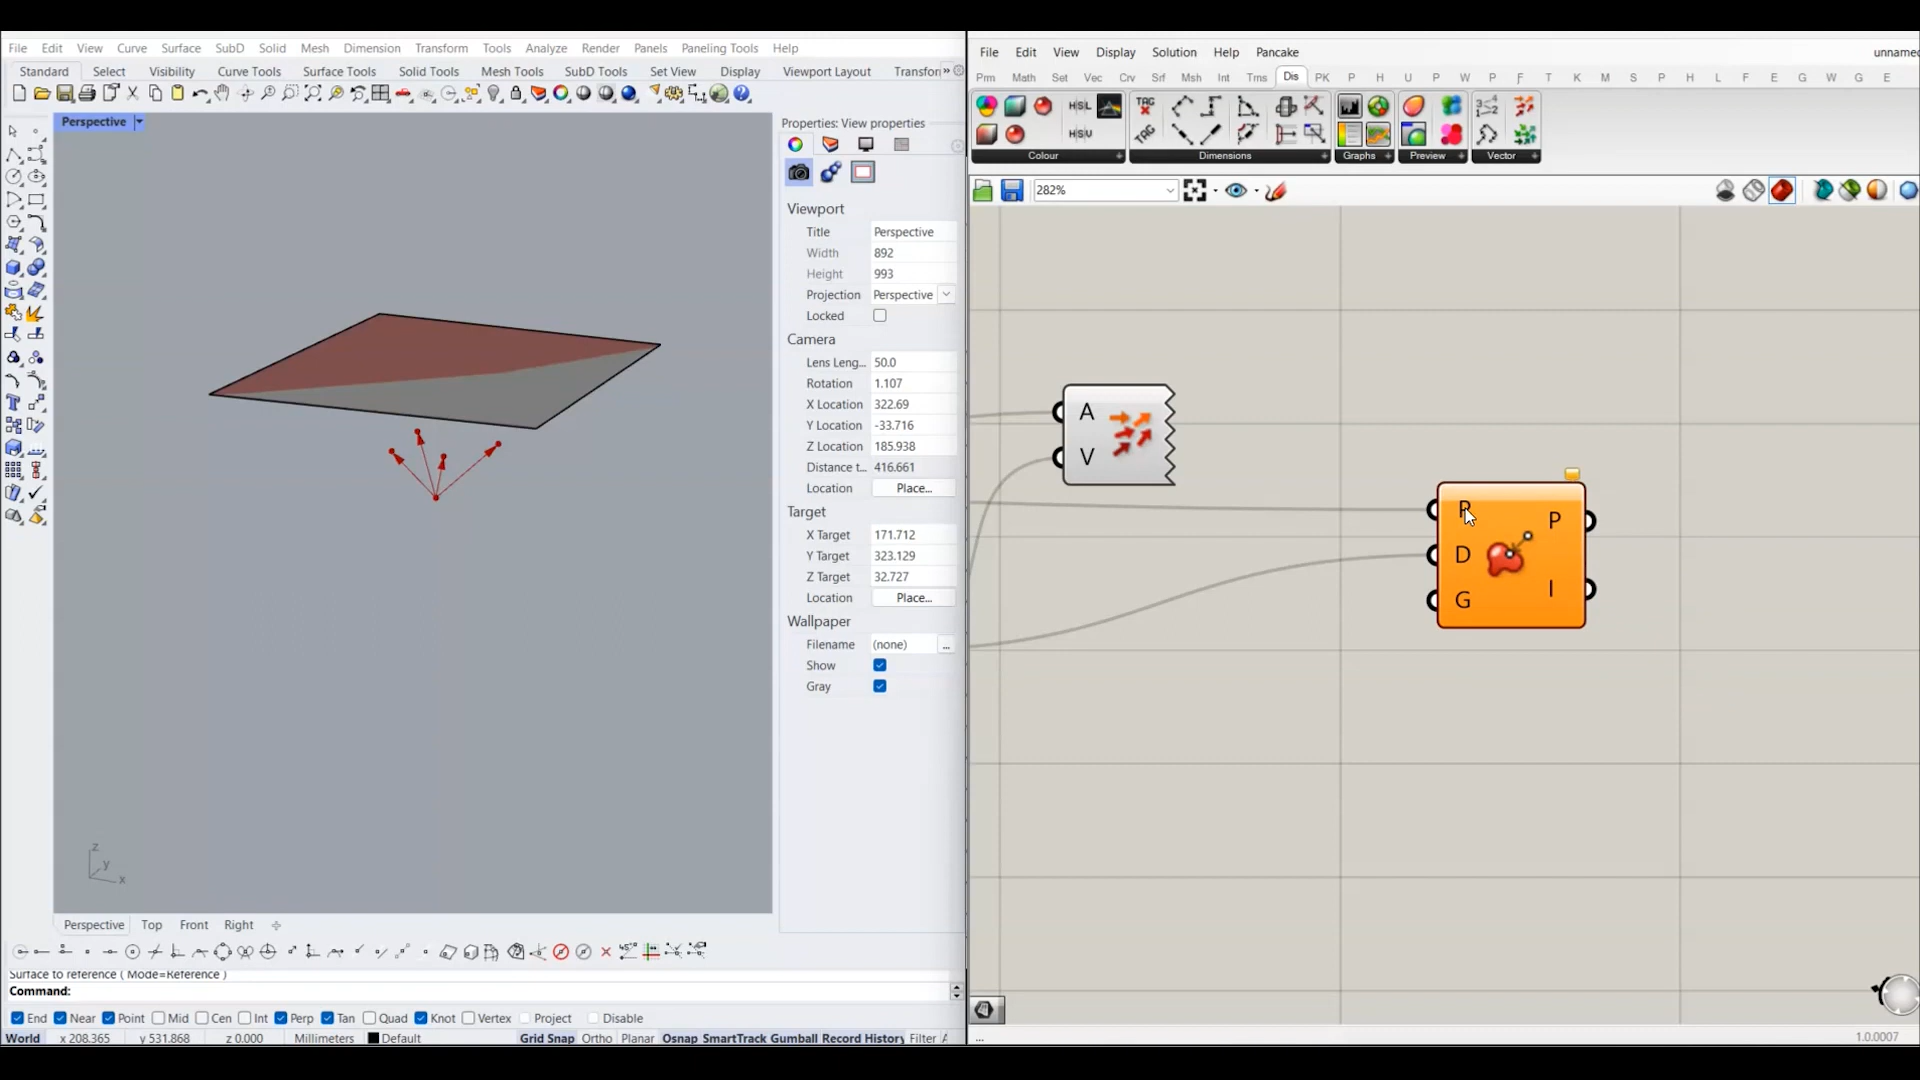 File Edit View Curve Surface SubD Solid Mesh Dimension Transform Tools Analyze Render Panels Paneling Tools Help
Standard Select Visibility Curve Tools Surface Tools Solid Tools Mesh Tools SubD Tools Set View Display Viewport Layout Transfor »
Perspective
Properties: View properties
Viewport
Title Perspective
Width 892
Height 993
Projection Perspective
Locked
Camera
Lens Leng... 50.0
Rotation 1.107
X Location 322.69
Y Location -33.716
Z Location 185.938
Distance t... 416.661
Location Place...
Target
X Target 171.712
Y Target 323.129
Z Target 32.727
Location Place...
Wallpaper
Filename (none) ...
Show
Gray
z
y
x
Perspective Top Front Right
Surface to reference ( Mode=Reference )
Command:
End Near Point Mid Cen Int Perp Tan Quad Knot Vertex Project Disable
World x 208.365 y 531.868 z 0.000 Millimeters Default Grid Snap Ortho Planar Osnap SmartTrack Gumball Record History Filter
File Edit View Display Solution Help Pancake unnamed
Prm Math Set Vec Crv Srf Msh Int Trns Dis PK P H U P W P F T K M S P L B F E G W G E
H\S\L
H\S\V
TAG
TAG
Colour Dimensions Graphs Preview Vector
282%
A
V
P
D
G
P
I
...
1.0.0007